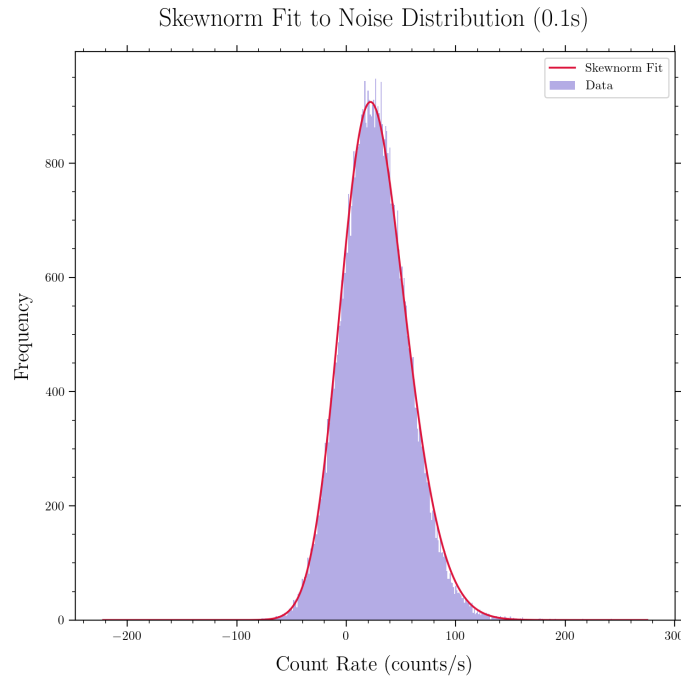 Skewnorm Fit to Noise Distribution (0.1s)
Skewnorm Fit
Data
800
600
400
200
0
Frequency
−200
−100
0
100
200
300
Count Rate (counts/s)